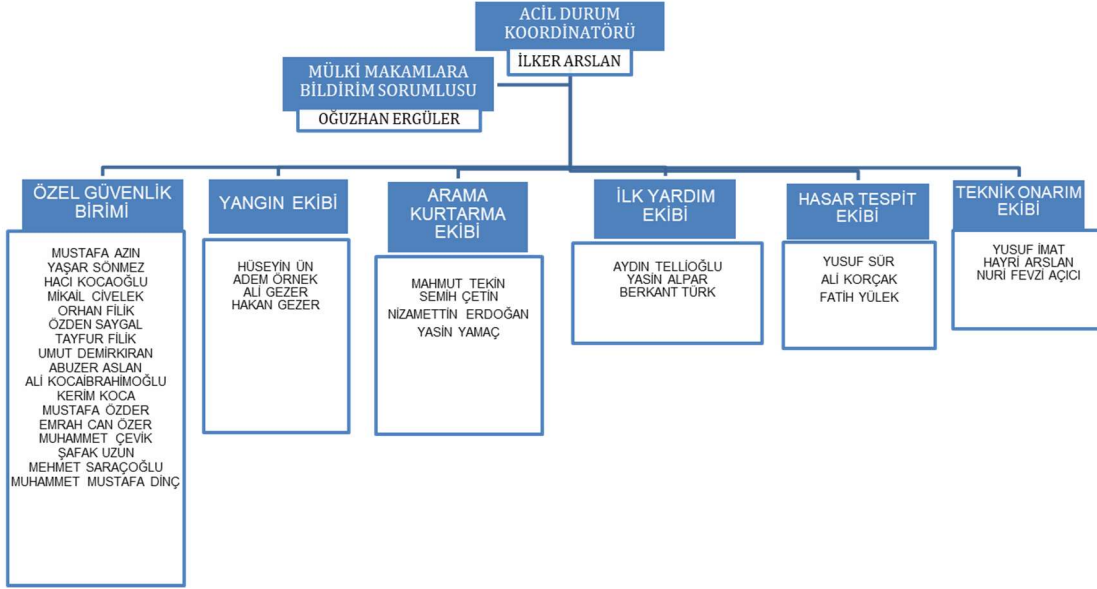 ACİL DURUM
KOORDİNATÖRÜ
İLKER ARSLAN
MÜLKİ MAKAMLARA
BİLDİRİM SORUMLUSU
OĞUZHAN ERGÜLER
ÖZEL GÜVENLİK
BİRİMİ
MUSTAFA AZIN
YAŞAR SÖNMEZ
HACI KOCAOĞLU
MİKAİL CİVELEK
ORHAN FİLİK
ÖZDEN SAYGAL
TAYFUR FİLİK
UMUT DEMİRKIRAN
ABUZER ASLAN
ALİ KOCAİBRAHİMOĞLU
KERİM KOCA
MUSTAFA ÖZDER
EMRAH CAN ÖZER
MUHAMMET ÇEVİK
ŞAFAK UZUN
MEHMET SARAÇOĞLU
MUHAMMET MUSTAFA DİNÇ
YANGIN EKİBİ
HÜSEYİN ÜN
ADEM ÖRNEK
ALİ GEZER
HAKAN GEZER
ARAMA
KURTARMA
EKİBİ
MAHMUT TEKİN
SEMİH ÇETİN
NİZAMETTİN ERDOĞAN
YASİN YAMAÇ
İLK YARDIM
EKİBİ
AYDIN TELLİOĞLU
YASİN ALPAR
BERKANT TÜRK
HASAR TESPİT
EKİBİ
YUSUF SÜR
ALİ KORÇAK
FATİH YÜLEK
TEKNİK ONARIM
EKİBİ
YUSUF İMAT
HAYRİ ARSLAN
NURİ FEVZİ AÇICI